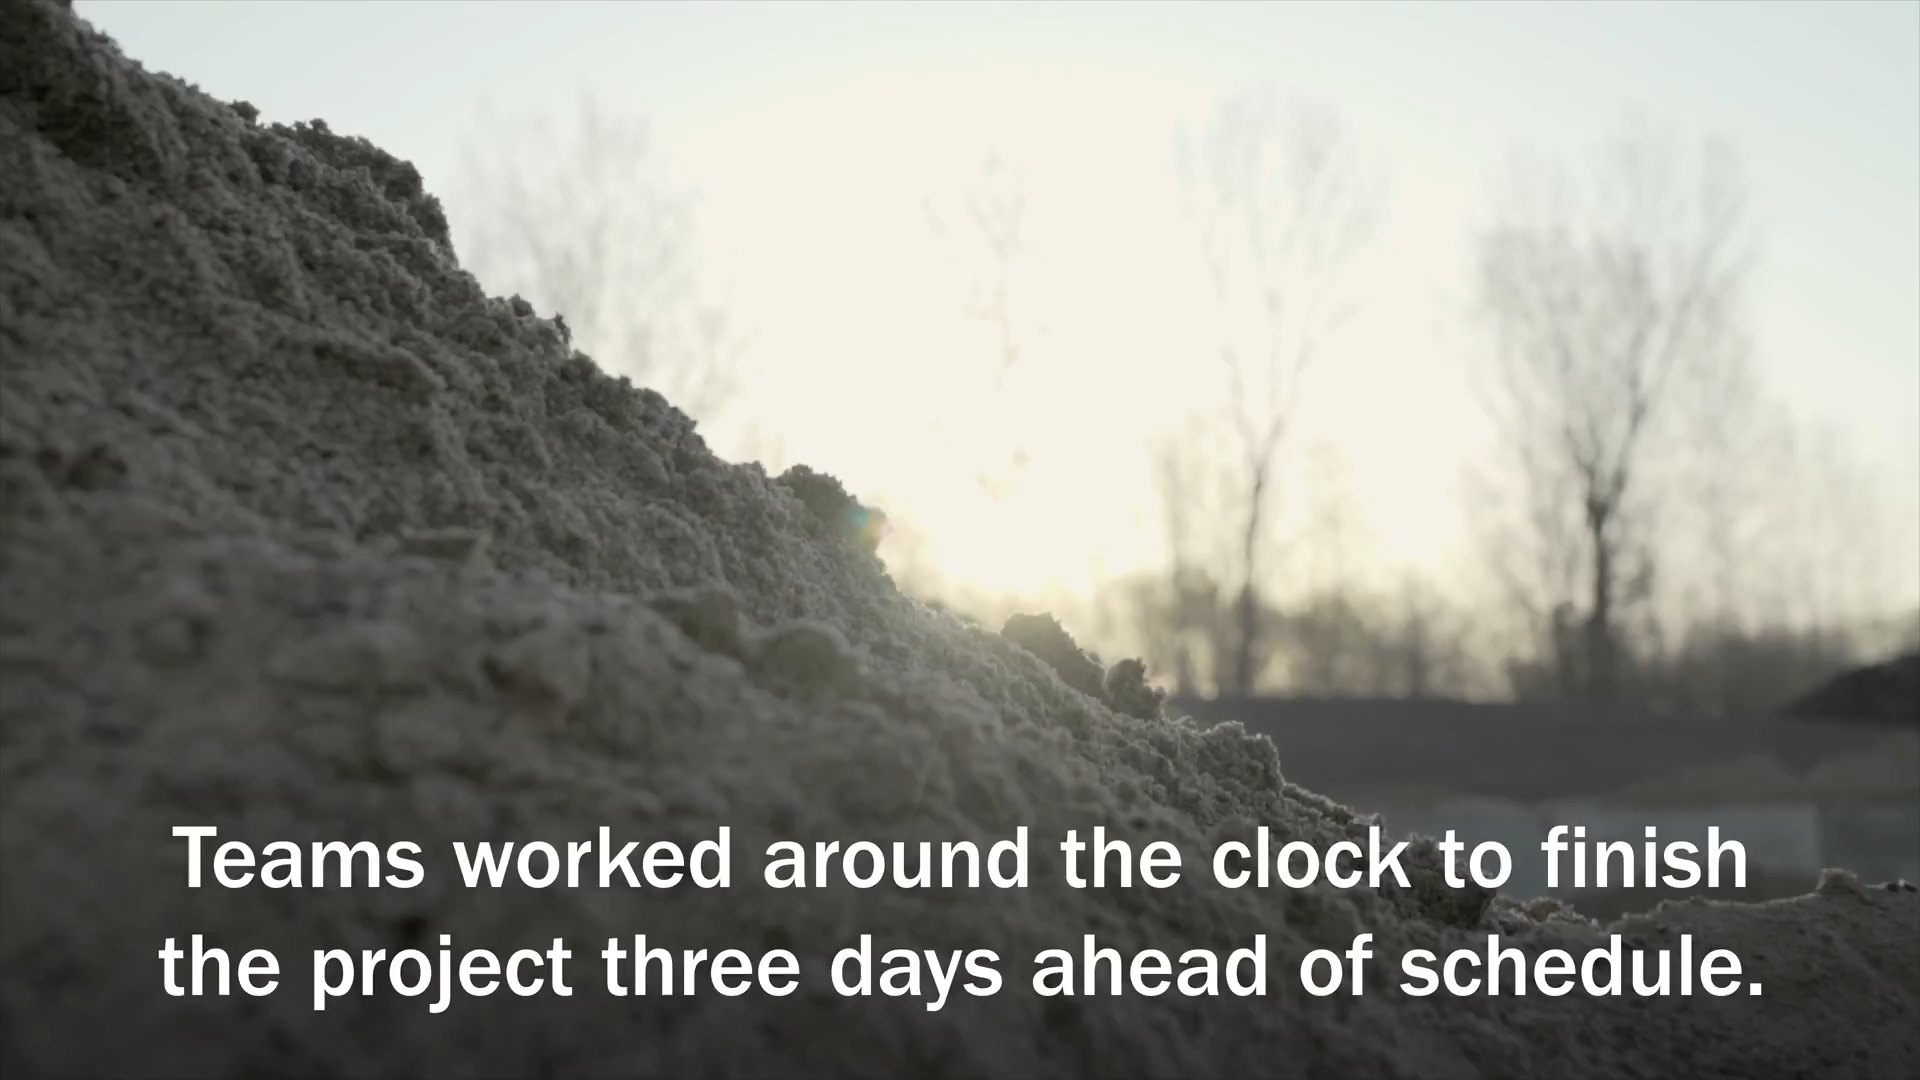 Teams worked around the clock to finish
the project three days ahead of schedule.